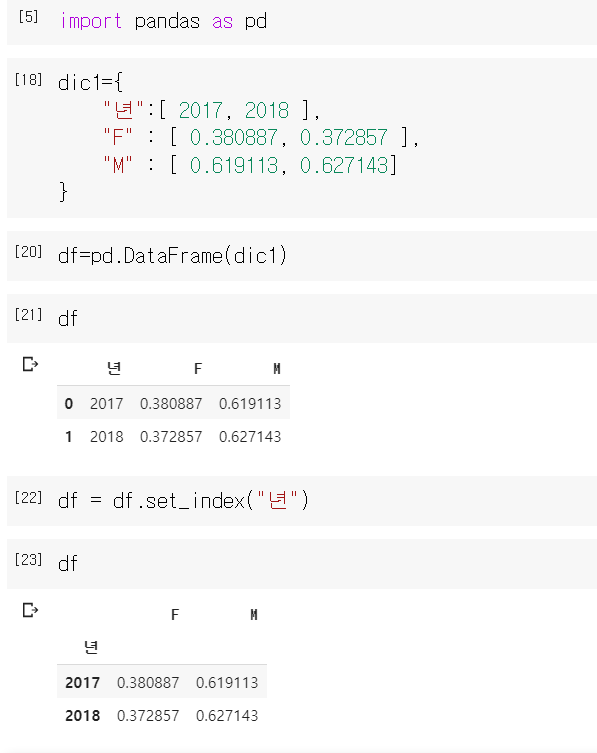 [5] import pandas as pd
[18] dic1={
"년":[ 2017, 2018 ],
"F" : [ 0.380887, 0.372857 ],
"M" : [ 0.619113, 0.627143]
}
[20] df=pd.DataFrame(dic1)
[21] df
년 F M
0 2017 0.380887 0.619113
1 2018 0.372857 0.627143
[22] df = df.set_index("년")
[23] df
F M
년
2017 0.380887 0.619113
2018 0.372857 0.627143